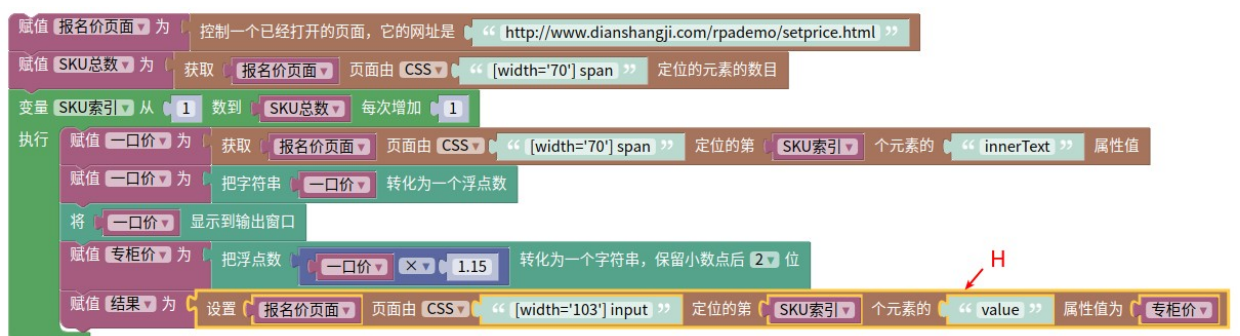 赋值 报名价页面 为 控制一个已经打开的页面，它的网址是 “ http://www.dianshangji.com/rpademo/setprice.html ”
赋值 SKU总数 为 获取 报名价页面 页面由 CSS “ [width='70'] span ” 定位的元素的数目
变量 SKU索引 从 1 数到 SKU总数 每次增加 1
执行 赋值 一口价 为 获取 报名价页面 页面由 CSS “ [width='70'] span ” 定位的第 SKU索引 个元素的 “ innerText ” 属性值
赋值 一口价 为 把字符串 一口价 转化为一个浮点数
将 一口价 显示到输出窗口
赋值 专柜价 为 把浮点数 一口价 × 1.15 转化为一个字符串，保留小数点后 2 位
H
赋值 结果 为 设置 报名价页面 页面由 CSS “ [width='103'] input ” 定位的第 SKU索引 个元素的 “ value ” 属性值为 专柜价